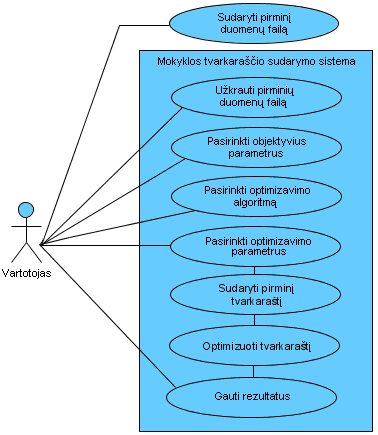 Sudaryti pirminį
duomenų failą
Mokyklos tvarkaraščio sudarymo sistema
Užkrauti pirminių
duomenų failą
Pasirinkti objektyvius
parametrus
Pasirinkti optimizavimo
algoritmą
Pasirinkti optimizavimo
parametrus
Vartotojas
Sudaryti pirminį
tvarkaraštį
Optimizuoti tvarkaraštį
Gauti rezultatus